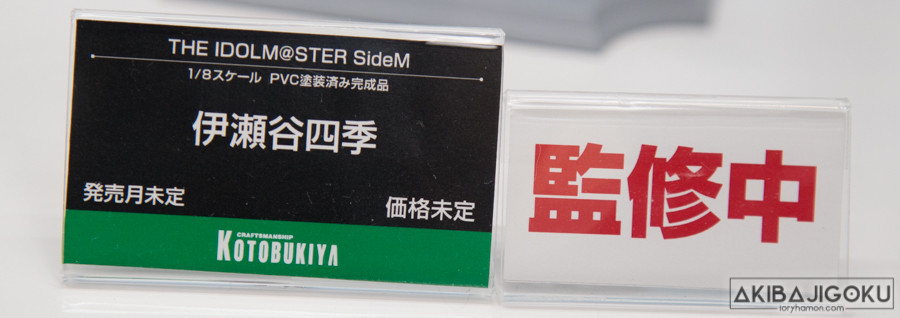 THE IDOLM@STER SideM
1/8スケール PVC塗装済み完成品
伊瀬谷四季
発売月未定
価格未定
CRAFTSMANSHIP
KOTOBUKIYA
監修中
AKIBAJIGOKU
loryhamon.com